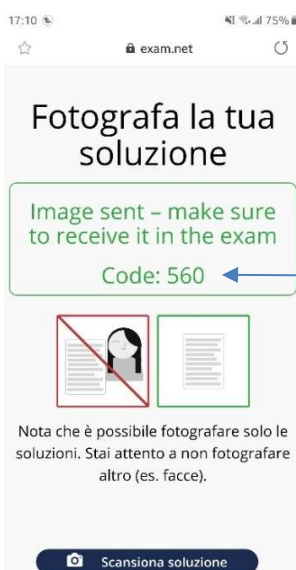 17:10
75%
exam.net
Fotografa la tua
soluzione
Image sent – make sure
to receive it in the exam
Code: 560
Nota che è possibile fotografare solo le
soluzioni. Stai attento a non fotografare
altro (es. facce).
Scansiona soluzione